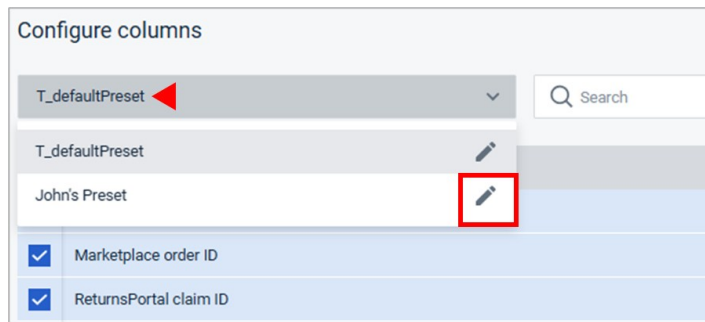 Configure columns
T_defaultPreset
Search
T_defaultPreset
John's Preset
Marketplace order ID
ReturnsPortal claim ID